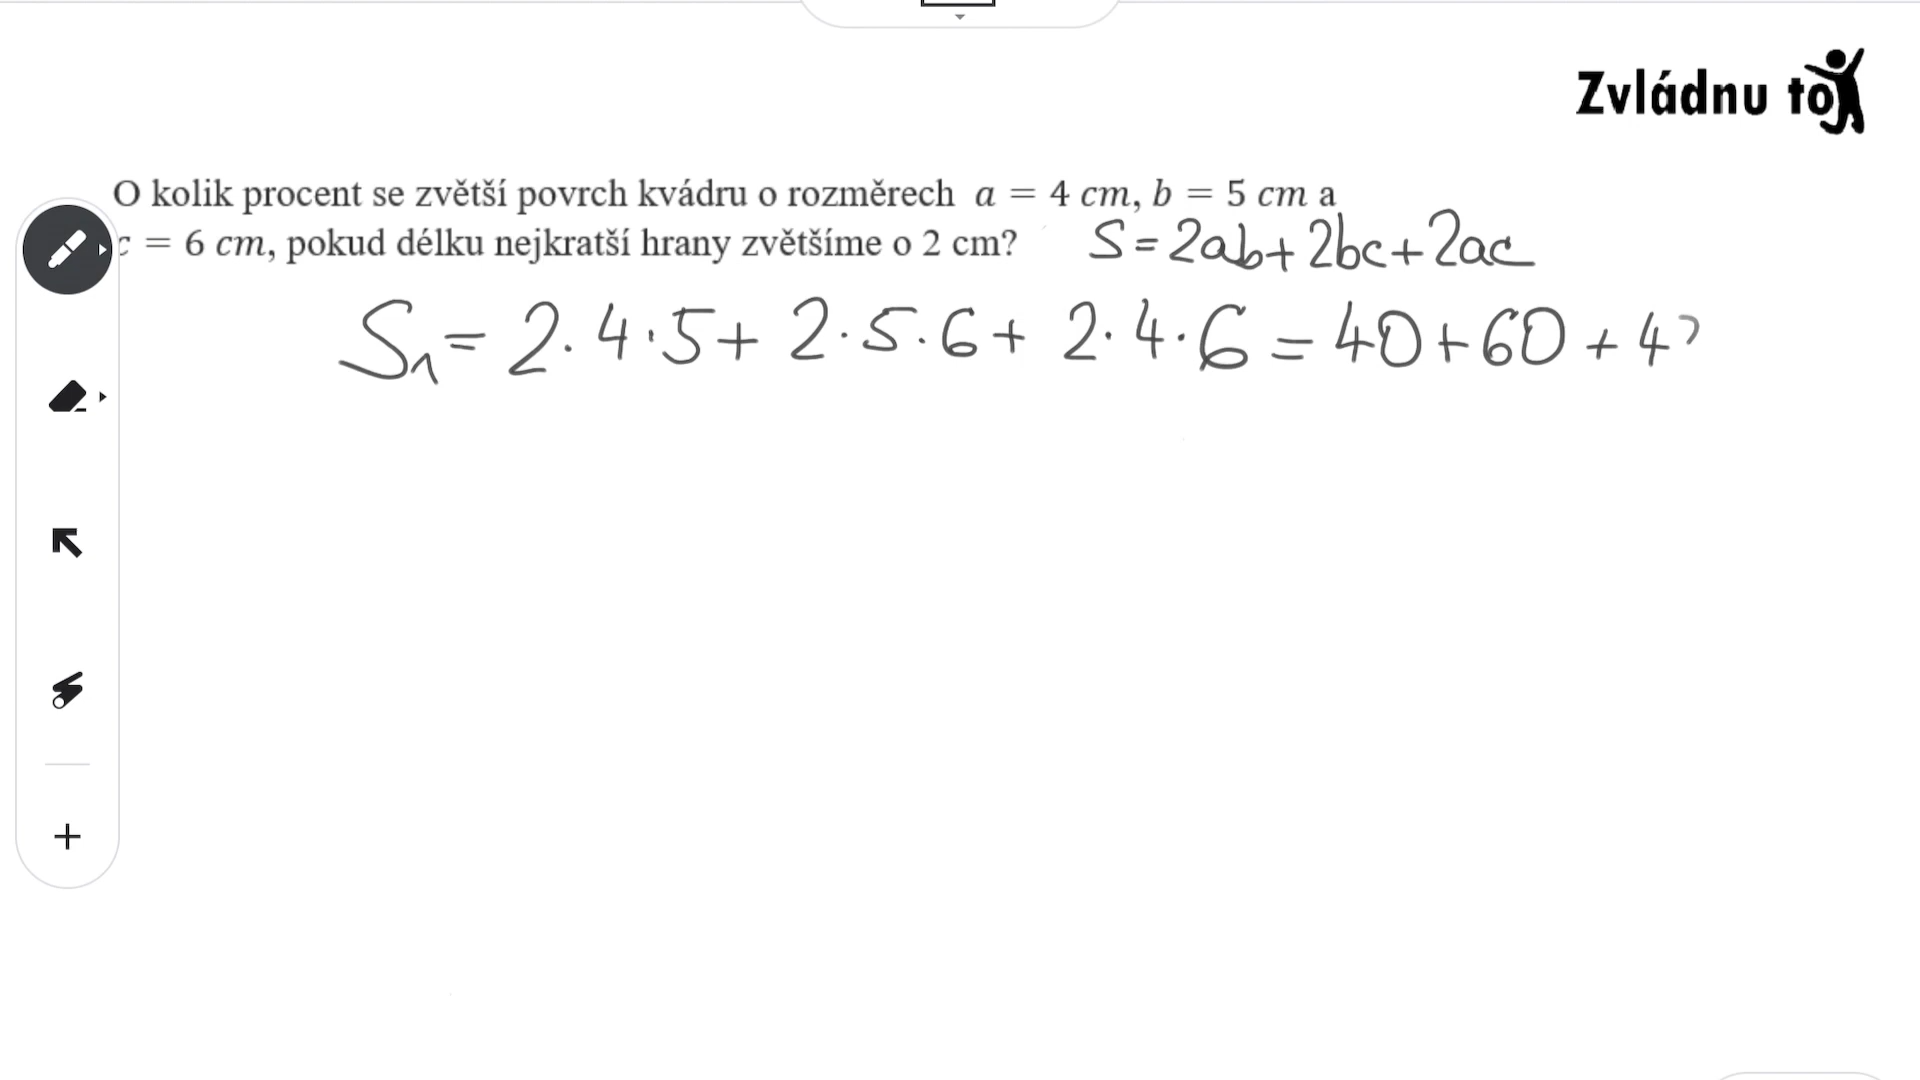 Zvládnu to
O kolik procent se zvětší povrch kvádru o rozměrech a = 4 cm, b = 5 cm a
c = 6 cm, pokud délku nejkratší hrany zvětšíme o 2 cm? S = 2ab + 2bc + 2ac
S₁ = 2 · 4 · 5 + 2 · 5 · 6 + 2 · 4 · 6 = 40 + 60 + 4